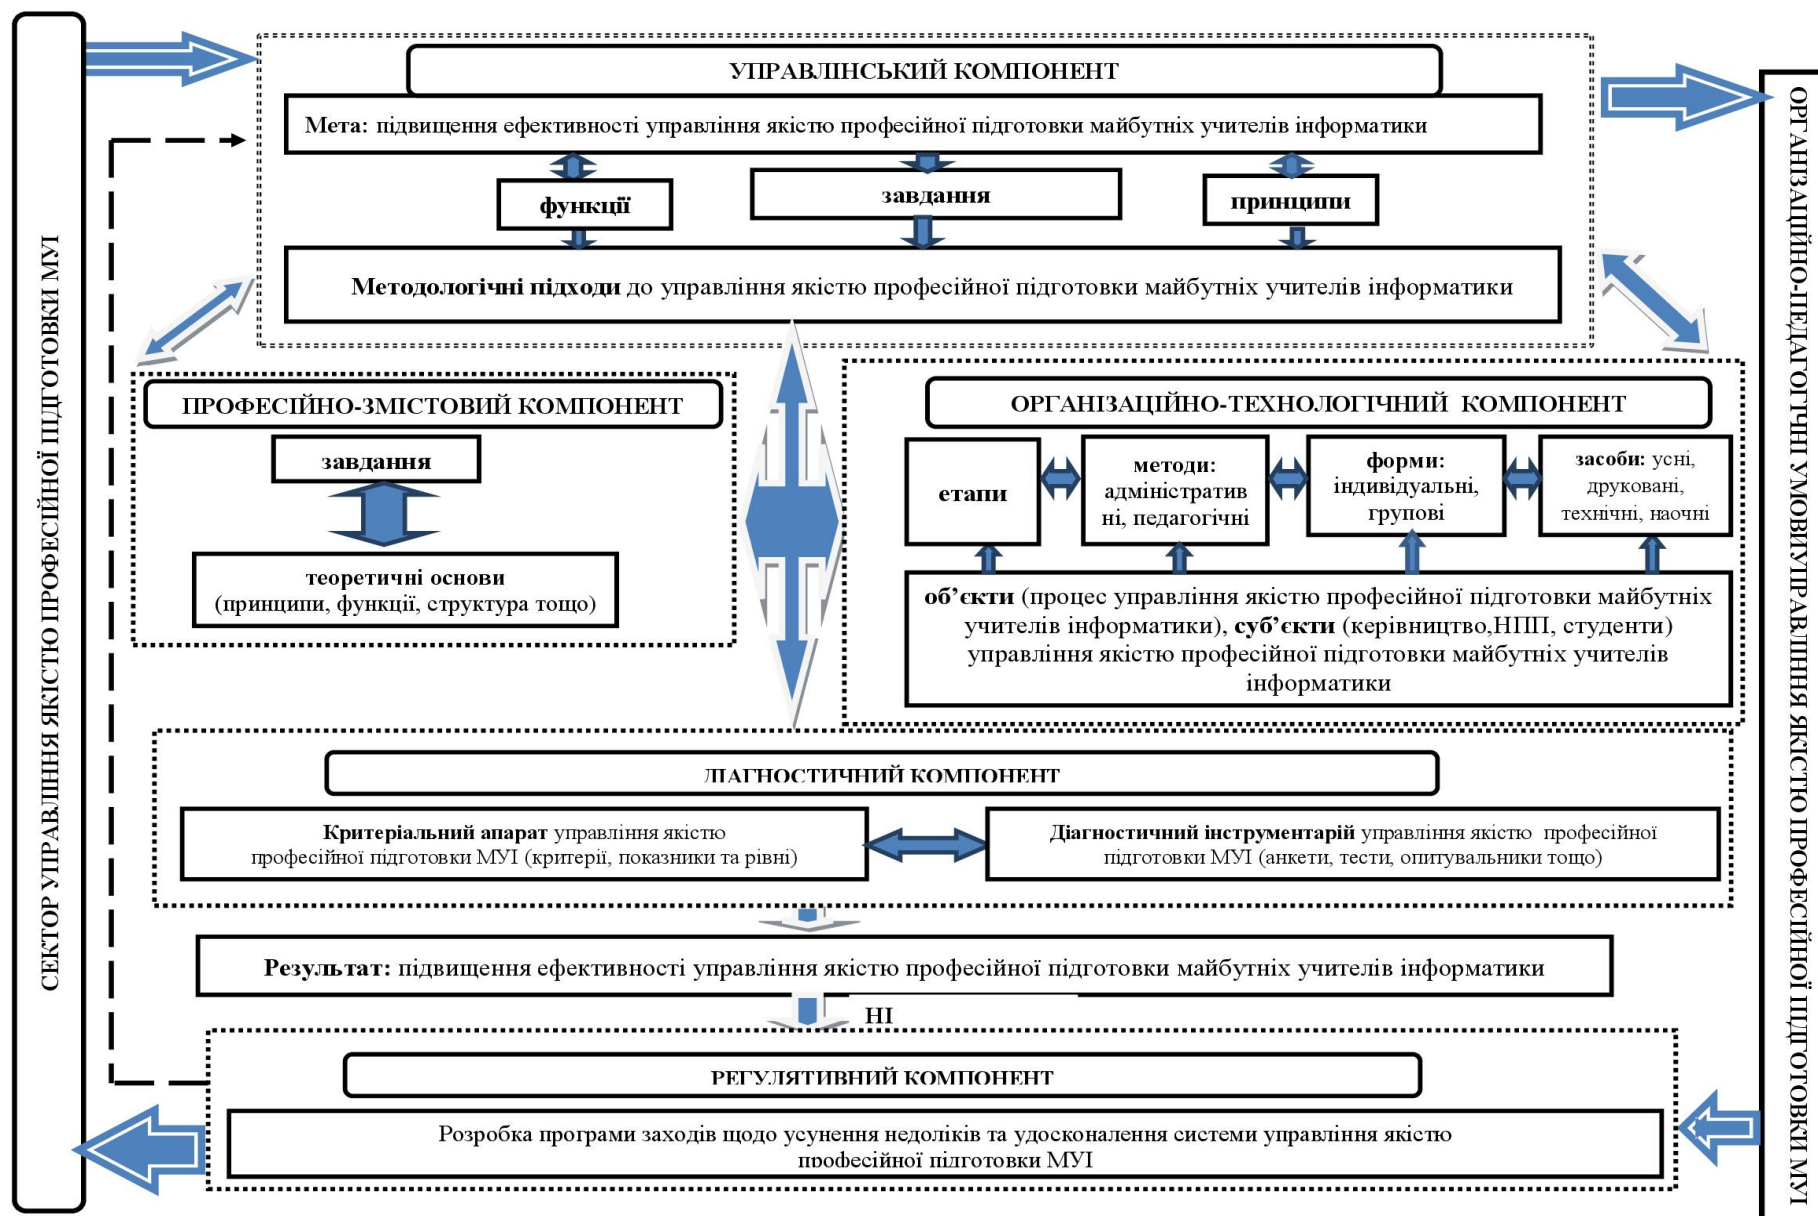 СЕКТОР УПРАВЛІННЯ ЯКІСТЮ ПРОФЕСІЙНОЇ ПІДГОТОВКИ МУІ
УПРАВЛІНСЬКИЙ КОМПОНЕНТ
Мета: підвищення ефективності управління якістю професійної підготовки майбутніх учителів інформатики
функції
завдання
принципи
Методологічні підходи до управління якістю професійної підготовки майбутніх учителів інформатики
ПРОФЕСІЙНО-ЗМІСТОВИЙ КОМПОНЕНТ
завдання
теоретичні основи
(принципи, функції, структура тощо)
ОРГАНІЗАЦІЙНО-ТЕХНОЛОГІЧНИЙ КОМПОНЕНТ
етапи
методи:
адміністратив
ні, педагогічні
форми:
індивідуальні,
групові
засоби: усні,
друковані,
технічні, наочні
об’єкти (процес управління якістю професійної підготовки майбутніх
учителів інформатики), суб’єкти (керівництво,НПП, студенти)
управління якістю професійної підготовки майбутніх учителів
інформатики
ДІАГНОСТИЧНИЙ КОМПОНЕНТ
Критеріальний апарат управління якістю
професійної підготовки МУІ (критерії, показники та рівні)
Діагностичний інструментарій управління якістю професійної
підготовки МУІ (анкети, тести, опитувальники тощо)
Результат: підвищення ефективності управління якістю професійної підготовки майбутніх учителів інформатики
НІ
РЕГУЛЯТИВНИЙ КОМПОНЕНТ
Розробка програми заходів щодо усунення недоліків та удосконалення системи управління якістю
професійної підготовки МУІ
ОРГАНІЗАЦІЙНО-ПЕДАГОГІЧНІ УМОВИУПРАВЛІННЯ ЯКІСТЮ ПРОФЕСІЙНОЇ ПІДГОТОВКИ МУІ